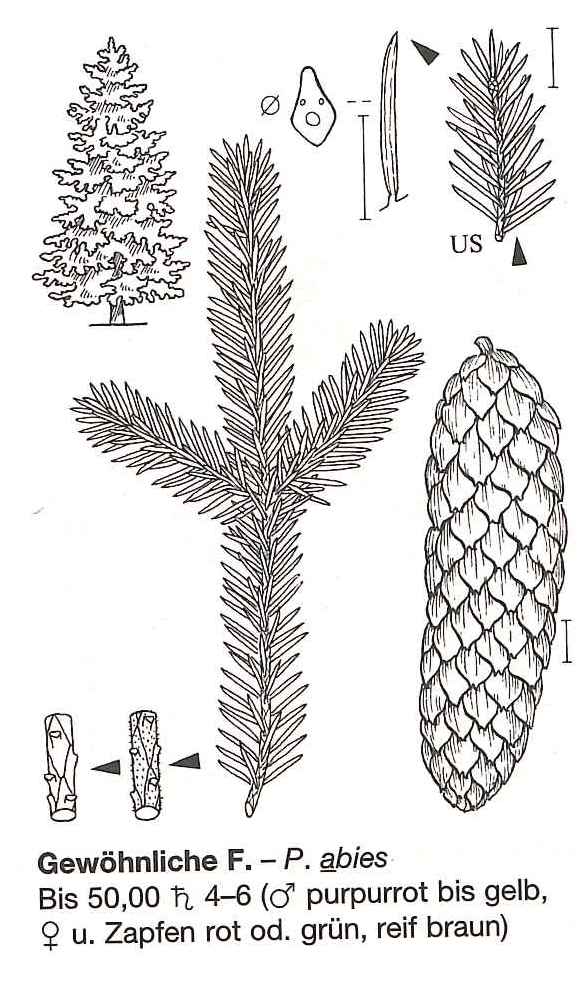 Ø
US
Gewöhnliche F. – P. abies
Bis 50,00 ♄ 4–6 (♂ purpurrot bis gelb,
♀ u. Zapfen rot od. grün, reif braun)